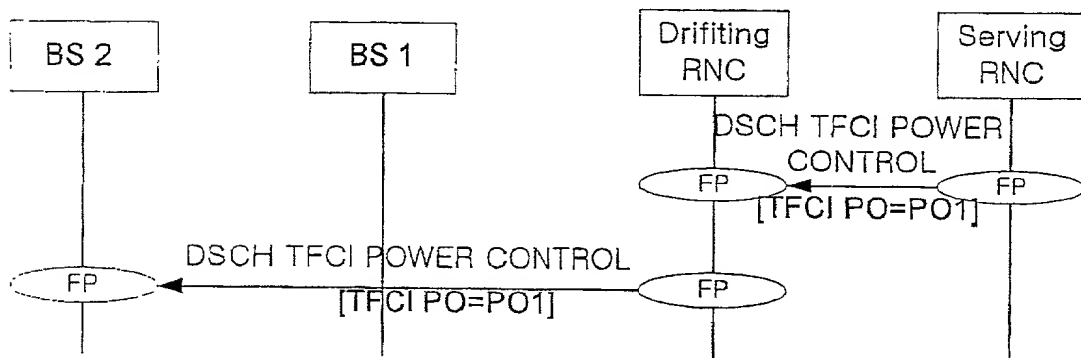 BS 2
BS 1
Drifiting
RNC
Serving
RNC
DSCH TFCI POWER
CONTROL
FP
FP
[TFCI PO=PO1]
DSCH TFCI POWER CONTROL
FP
FP
[TFCI PO=PO1]